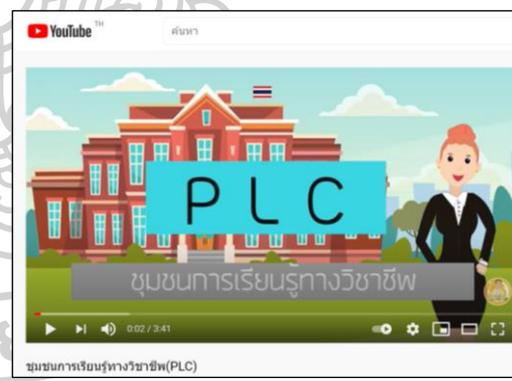 YouTube TH
ค้นหา
PLC
ชุมชนการเรียนรู้ทางวิชาชีพ
0:02 / 3:41
ชุมชนการเรียนรู้ทางวิชาชีพ(PLC)